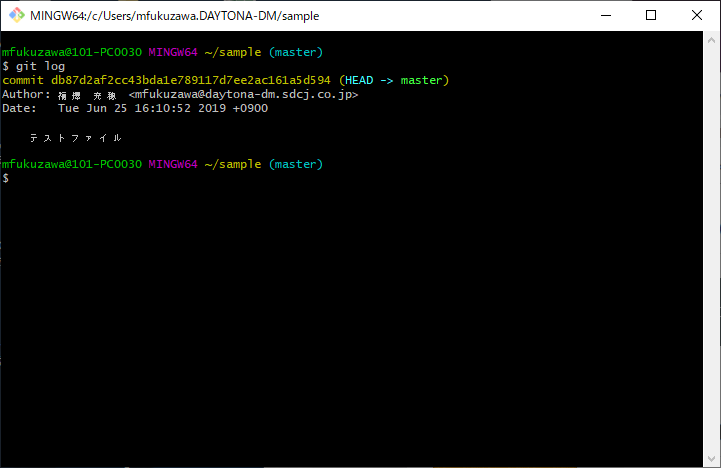 MINGW64:/c/Users/mfukuzawa.DAYTONA-DM/sample
mfukuzawa@101-PC0030 MINGW64 ~/sample (master)
$ git log
commit db87d2af2cc43bda1e789117d7ee2ac161a5d594 (HEAD -> master)
Author: 福澤 充穂 <mfukuzawa@daytona-dm.sdcj.co.jp>
Date:   Tue Jun 25 16:10:52 2019 +0900
テストファイル
mfukuzawa@101-PC0030 MINGW64 ~/sample (master)
$